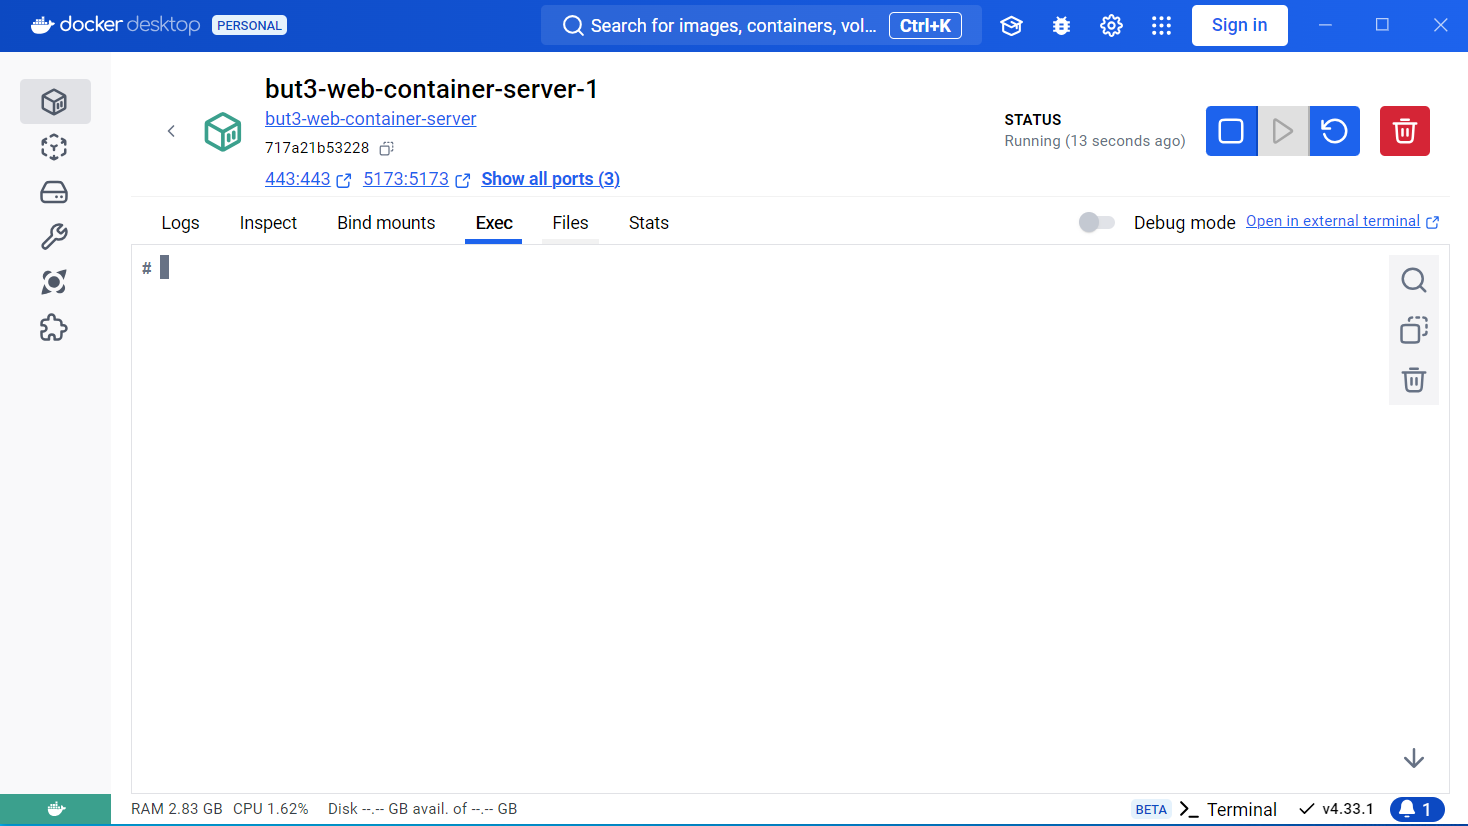 docker desktop PERSONAL
Search for images, containers, vol... Ctrl+K
Sign in
but3-web-container-server-1
but3-web-container-server
717a21b53228
443:443 5173:5173 Show all ports (3)
STATUS
Running (13 seconds ago)
Logs Inspect Bind mounts Exec Files Stats
Debug mode Open in external terminal
#
RAM 2.83 GB CPU 1.62% Disk --.-- GB avail. of --.-- GB
BETA Terminal v4.33.1 1